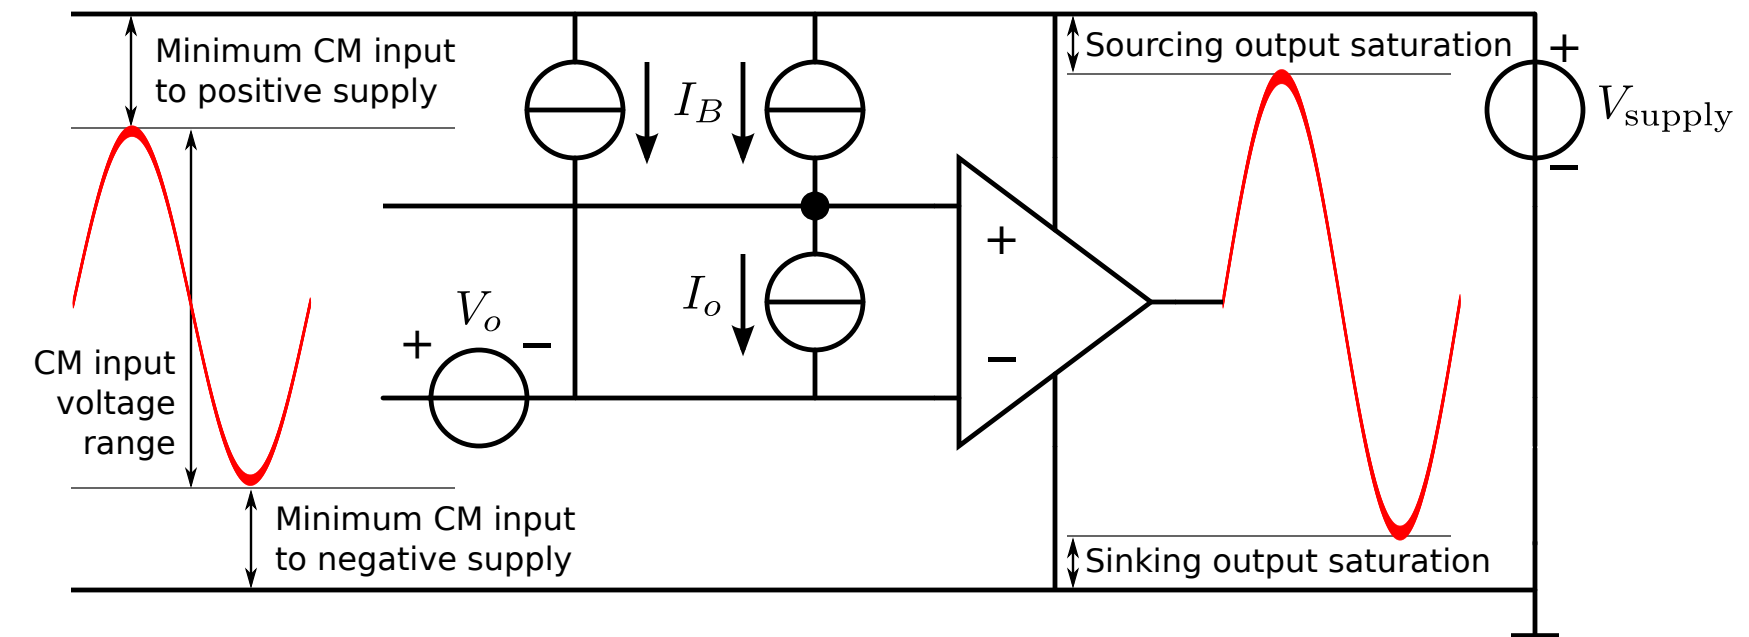 Minimum CM input
to positive supply
I_B
Sourcing output saturation
+
V_supply
−
+
I_o
V_o
+
−
−
CM input
voltage
range
Minimum CM input
to negative supply
Sinking output saturation